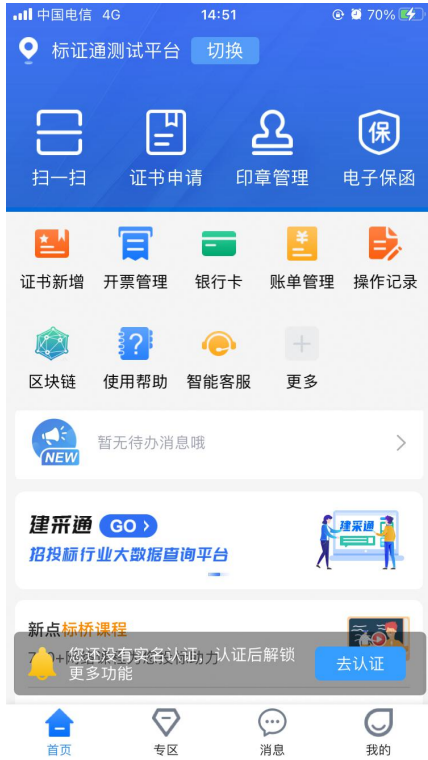 中国电信 4G 14:51 70%
标证通测试平台 切换
扫一扫 证书申请 印章管理 电子保函
证书新增 开票管理 银行卡 账单管理 操作记录
区块链 使用帮助 智能客服 更多
NEW 暂无待办消息哦
建采通 GO
招投标行业大数据查询平台
建采通
新点标桥课程
您还没有实名认证，认证后解锁
更多功能
去认证
首页 专区 消息 我的